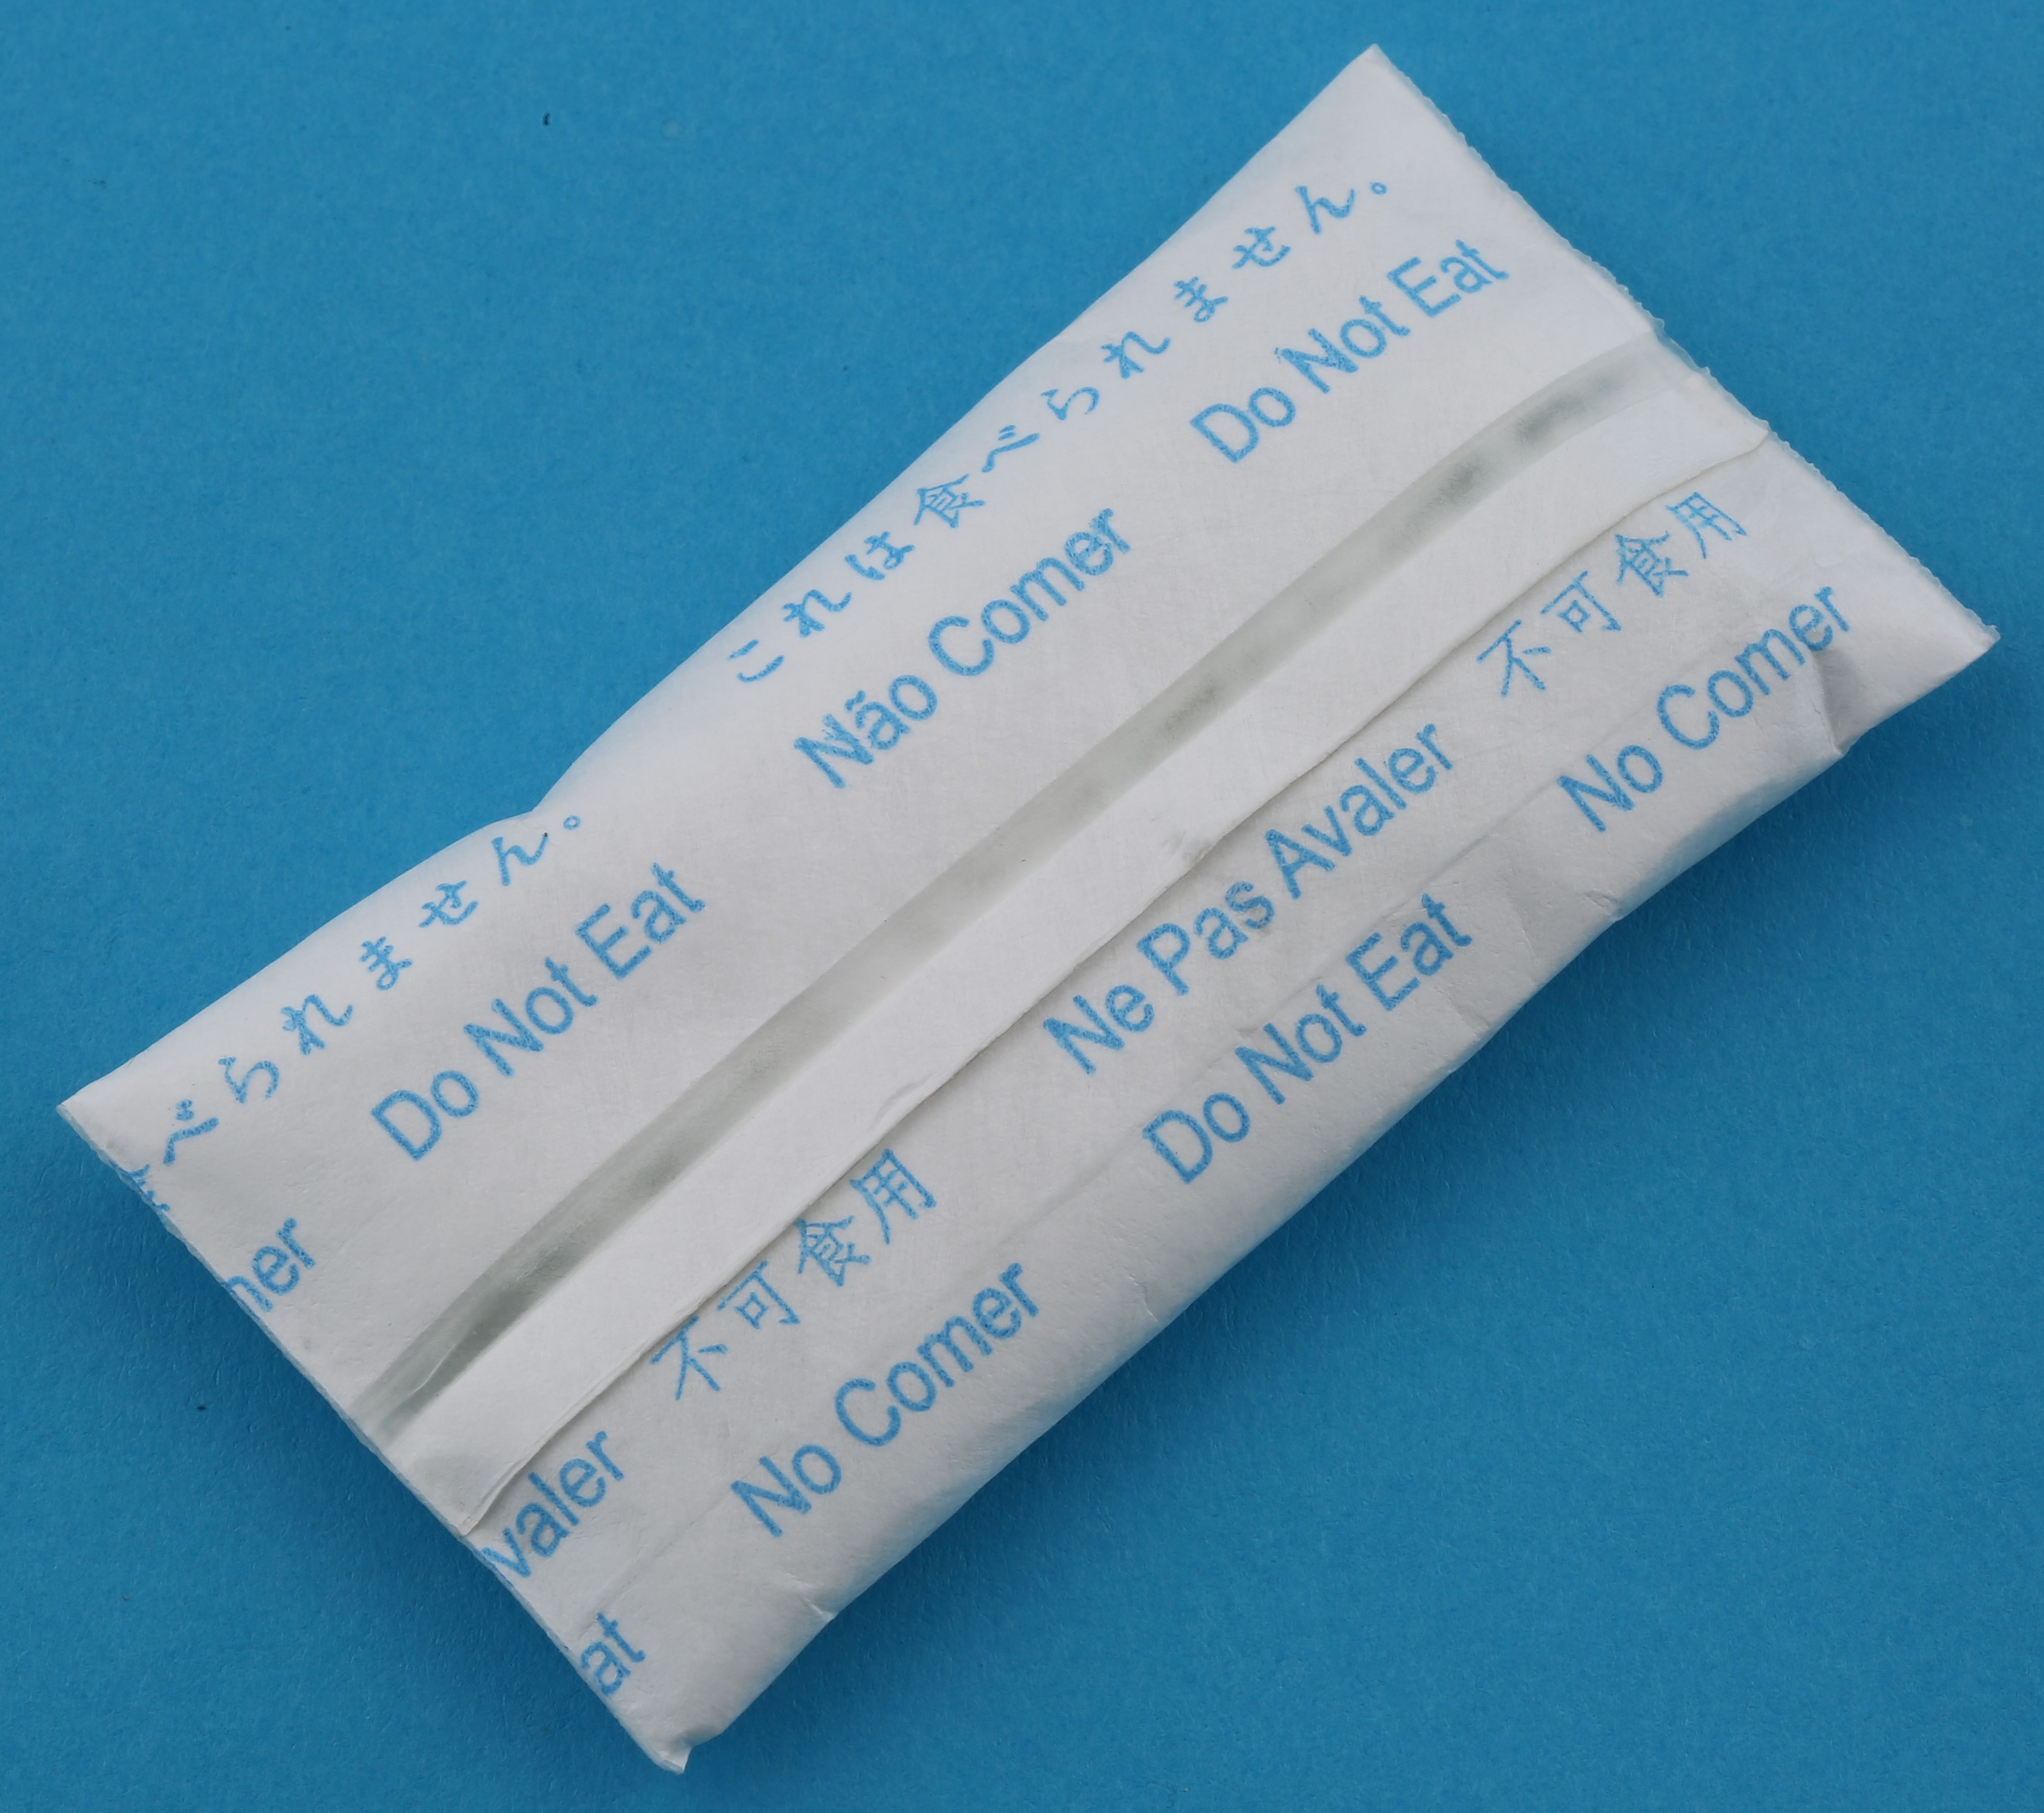 べられません。
これは食べられません。
Do Not Eat
Não Comer
Do Not Eat
ner
不可食用
Ne Pas Avaler
不可食用
valer
No Comer
Do Not Eat
No Comer
at